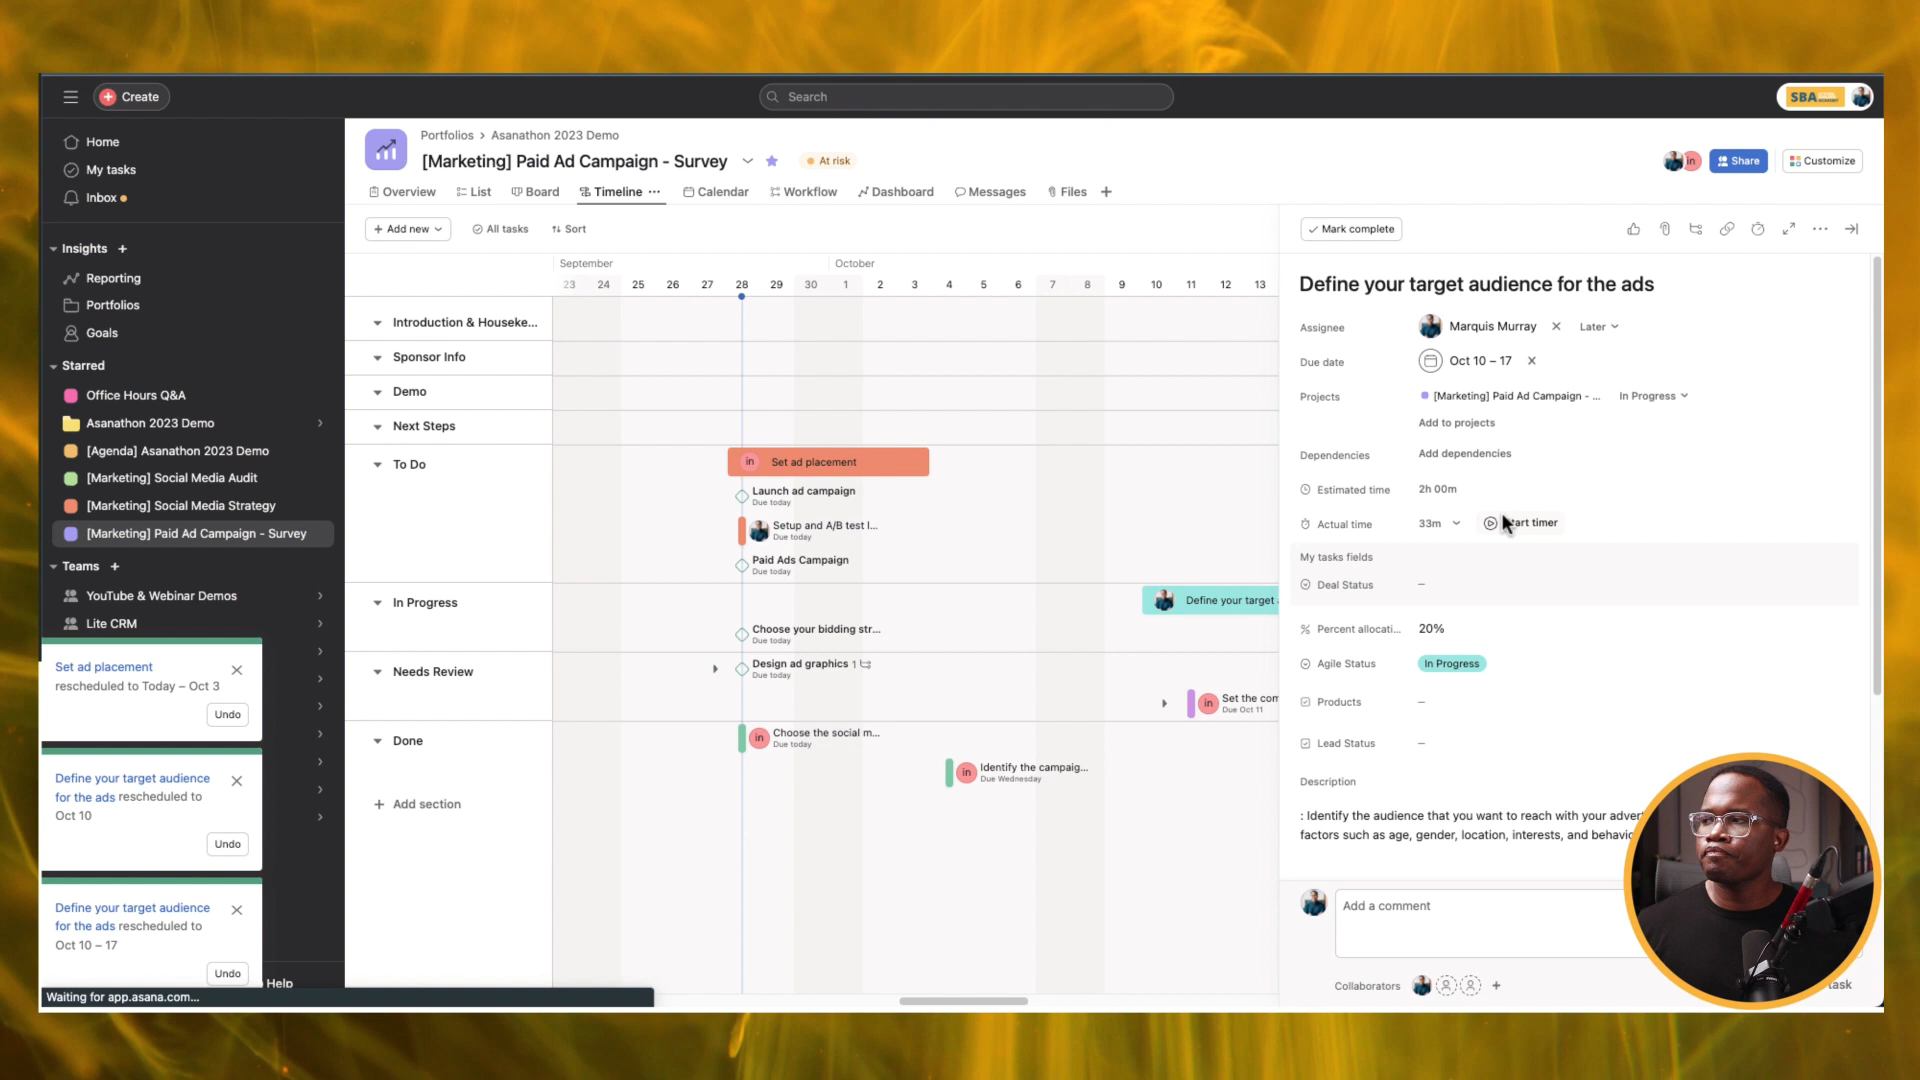 Create
Search
SBA
Home
My tasks
Inbox
Insights
Reporting
Portfolios
Goals
Starred
Office Hours Q&A
Asanathon 2023 Demo
[Agenda] Asanathon 2023 Demo
[Marketing] Social Media Audit
[Marketing] Social Media Strategy
[Marketing] Paid Ad Campaign - Survey
Teams
YouTube & Webinar Demos
Lite CRM
Set ad placement
rescheduled to Today – Oct 3
Undo
Define your target audience
for the ads rescheduled to
Oct 10
Undo
Define your target audience
for the ads rescheduled to
Oct 10 – 17
Undo
Help
Waiting for app.asana.com...
Portfolios > Asanathon 2023 Demo
[Marketing] Paid Ad Campaign - Survey
At risk
in
Share
Customize
Overview List Board Timeline Calendar Workflow Dashboard Messages Files
Add new All tasks Sort
September October
23 24 25 26 27 28 29 30 1 2 3 4 5 6 7 8 9 10 11 12 13
Introduction & Houseke...
Sponsor Info
Demo
Next Steps
To Do
in Set ad placement
Launch ad campaign
Due today
Setup and A/B test l...
Due today
Paid Ads Campaign
Due today
In Progress
Define your target
Choose your bidding str...
Due today
Needs Review
Design ad graphics 1
Due today
in Set the com
Due Oct 11
Done
in Choose the social m...
Due today
in Identify the campaig...
Due Wednesday
Add section
Mark complete
Define your target audience for the ads
Assignee Marquis Murray Later
Due date Oct 10 – 17
Projects [Marketing] Paid Ad Campaign - ... In Progress
Add to projects
Dependencies Add dependencies
Estimated time 2h 00m
Actual time 33m art timer
My tasks fields
Deal Status –
Percent allocati... 20%
Agile Status In Progress
Products –
Lead Status –
Description
: Identify the audience that you want to reach with your adver
factors such as age, gender, location, interests, and behavio
Add a comment
Collaborators
task